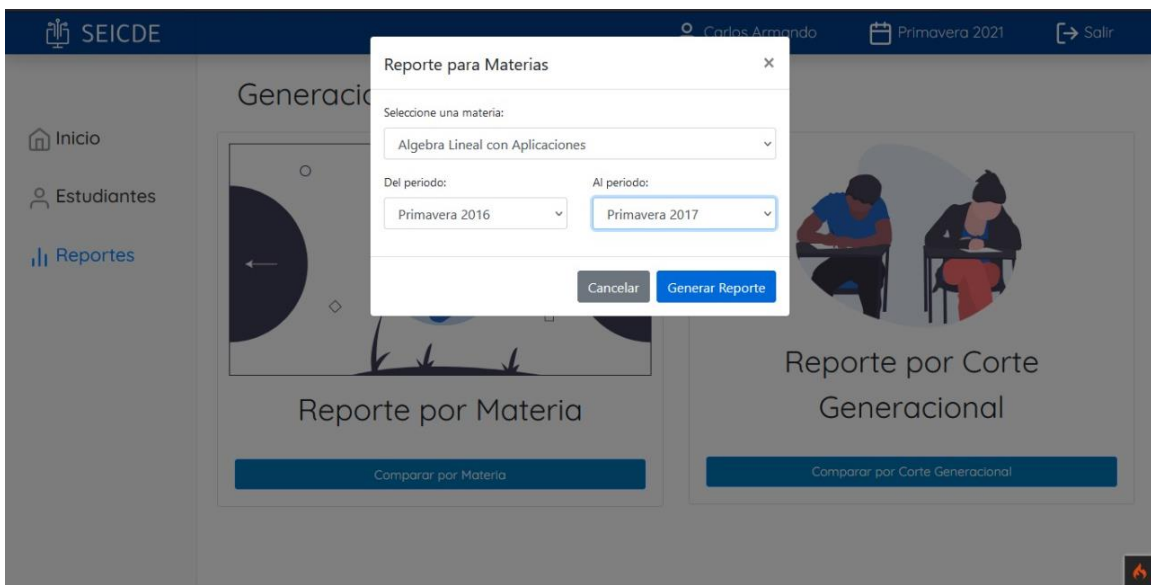 SEICDE
Carlos Armando
Primavera 2021
Salir
Inicio
Estudiantes
Reportes
Reporte para Materias
×
Seleccione una materia:
Algebra Lineal con Aplicaciones
Del periodo:
Al periodo:
Primavera 2016
Primavera 2017
Cancelar
Generar Reporte
Reporte por Materia
Comparar por Materia
Reporte por Corte
Generacional
Comparar por Corte Generacional